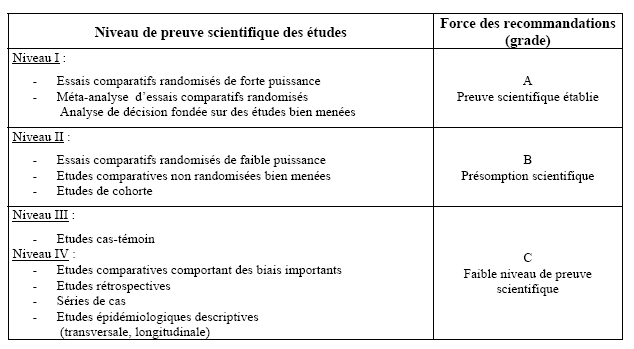 Niveau de preuve scientifique des études
Force des recommandations
(grade)
Niveau I :
- Essais comparatifs randomisés de forte puissance
- Méta-analyse d’essais comparatifs randomisés
Analyse de décision fondée sur des études bien menées
A
Preuve scientifique établie
Niveau II :
- Essais comparatifs randomisés de faible puissance
- Etudes comparatives non randomisées bien menées
- Etudes de cohorte
B
Présomption scientifique
Niveau III :
- Etudes cas-témoin
Niveau IV :
- Etudes comparatives comportant des biais importants
- Etudes rétrospectives
- Séries de cas
- Etudes épidémiologiques descriptives
(transversale, longitudinale)
C
Faible niveau de preuve
scientifique